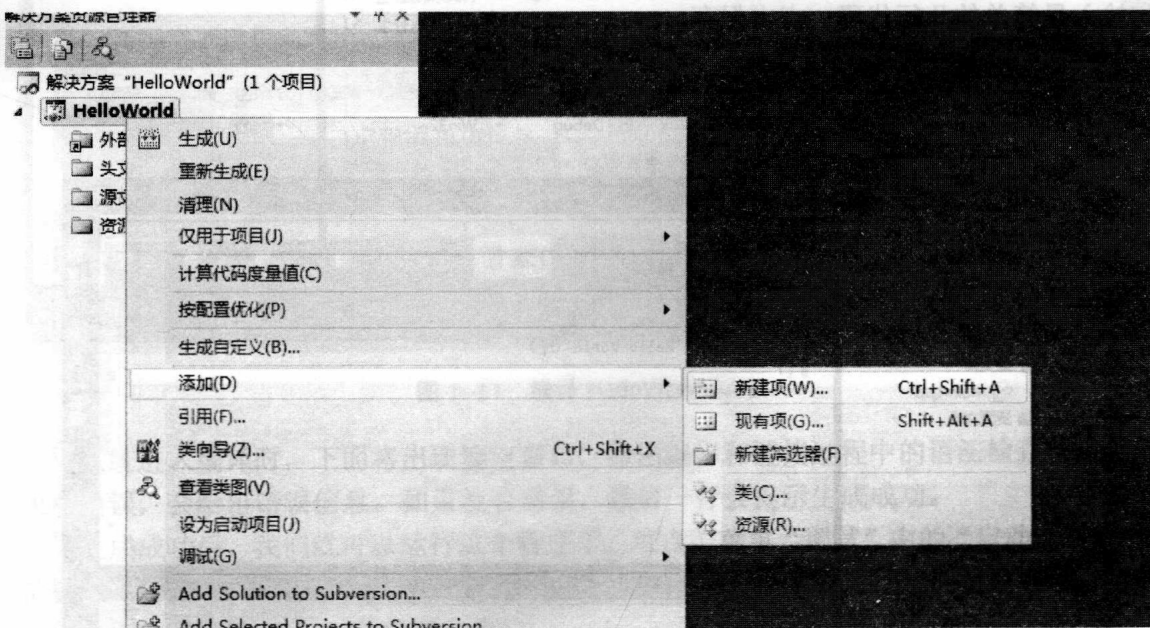 解决方案资源管理器
解决方案 "HelloWorld" (1 个项目)
HelloWorld
外部
头文
源文
资源
生成(U)
重新生成(E)
清理(N)
仅用于项目(J)
计算代码度量值(C)
按配置优化(P)
生成自定义(B)...
添加(D)
引用(F)...
类向导(Z)... Ctrl+Shift+X
查看类图(V)
设为启动项目(J)
调试(G)
Add Solution to Subversion...
Add Selected Projects to Subversion
新建项(W)... Ctrl+Shift+A
现有项(G)... Shift+Alt+A
新建筛选器(F)
类(C)...
资源(R)...